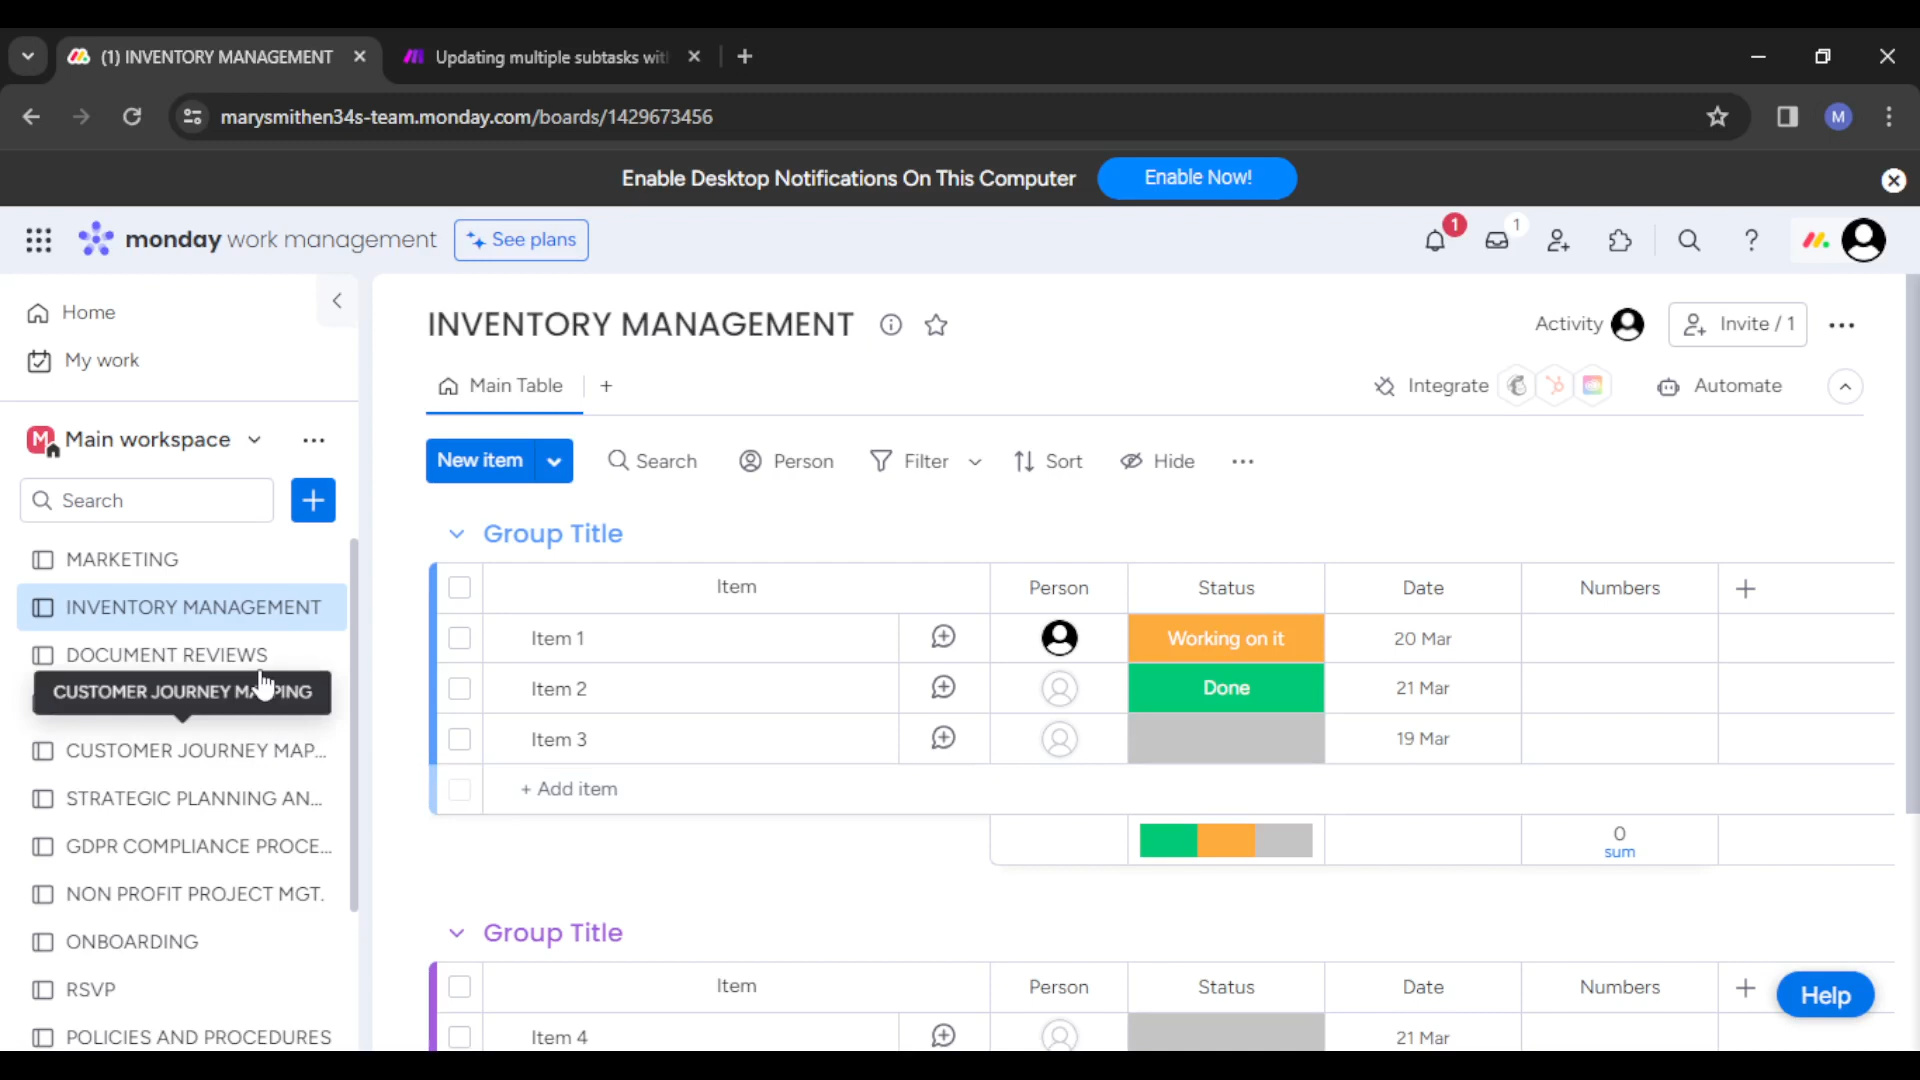 (1) INVENTORY MANAGEMENT
Updating multiple subtasks wit
marysmithen34s-team.monday.com/boards/1429673456
M
Enable Desktop Notifications On This Computer
Enable Now!
monday work management
See plans
1
1
Home
My work
M
Main workspace
Search
MARKETING
INVENTORY MANAGEMENT
DOCUMENT REVIEWS
CUSTOMER JOURNEY MAPPING
CUSTOMER JOURNEY MAP...
STRATEGIC PLANNING AN...
GDPR COMPLIANCE PROCE...
NON PROFIT PROJECT MGT.
ONBOARDING
RSVP
POLICIES AND PROCEDURES
INVENTORY MANAGEMENT
Activity
Invite / 1
Main Table
+
Integrate
Automate
New item
Search
Person
Filter
Sort
Hide
Group Title
Item Person Status Date Numbers +
Item 1 Working on it 20 Mar
Item 2 Done 21 Mar
Item 3 19 Mar
+ Add item
0
sum
Group Title
Item Person Status Date Numbers +
Item 4 21 Mar
Help